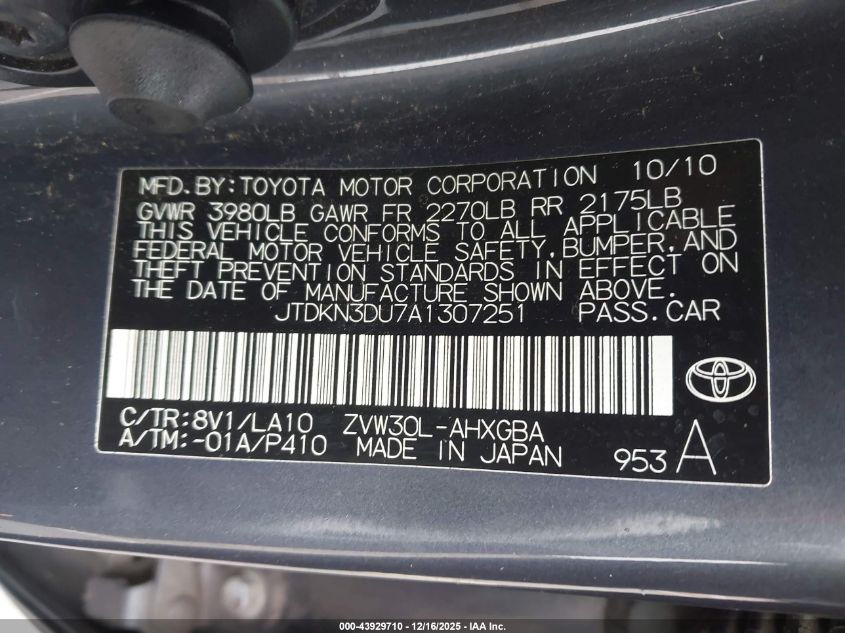 MFD.BY:TOYOTA MOTOR CORPORATION 10/10
GVWR 3980LB GAWR FR 2270LB RR 2175LB
THIS VEHICLE CONFORMS TO ALL APPLICABLE
FEDERAL MOTOR VEHICLE SAFETY,BUMPER,AND
THEFT PREVENTION STANDARDS IN EFFECT ON
THE DATE OF MANUFACTURE SHOWN ABOVE.
JTDKN3DU7A1307251 PASS.CAR
C/TR:8V1/LA10 ZVW30L-AHXGBA
A/TM:-01A/P410 MADE IN JAPAN 953 A
000-43929710 - 12/16/2025 - IAA Inc.